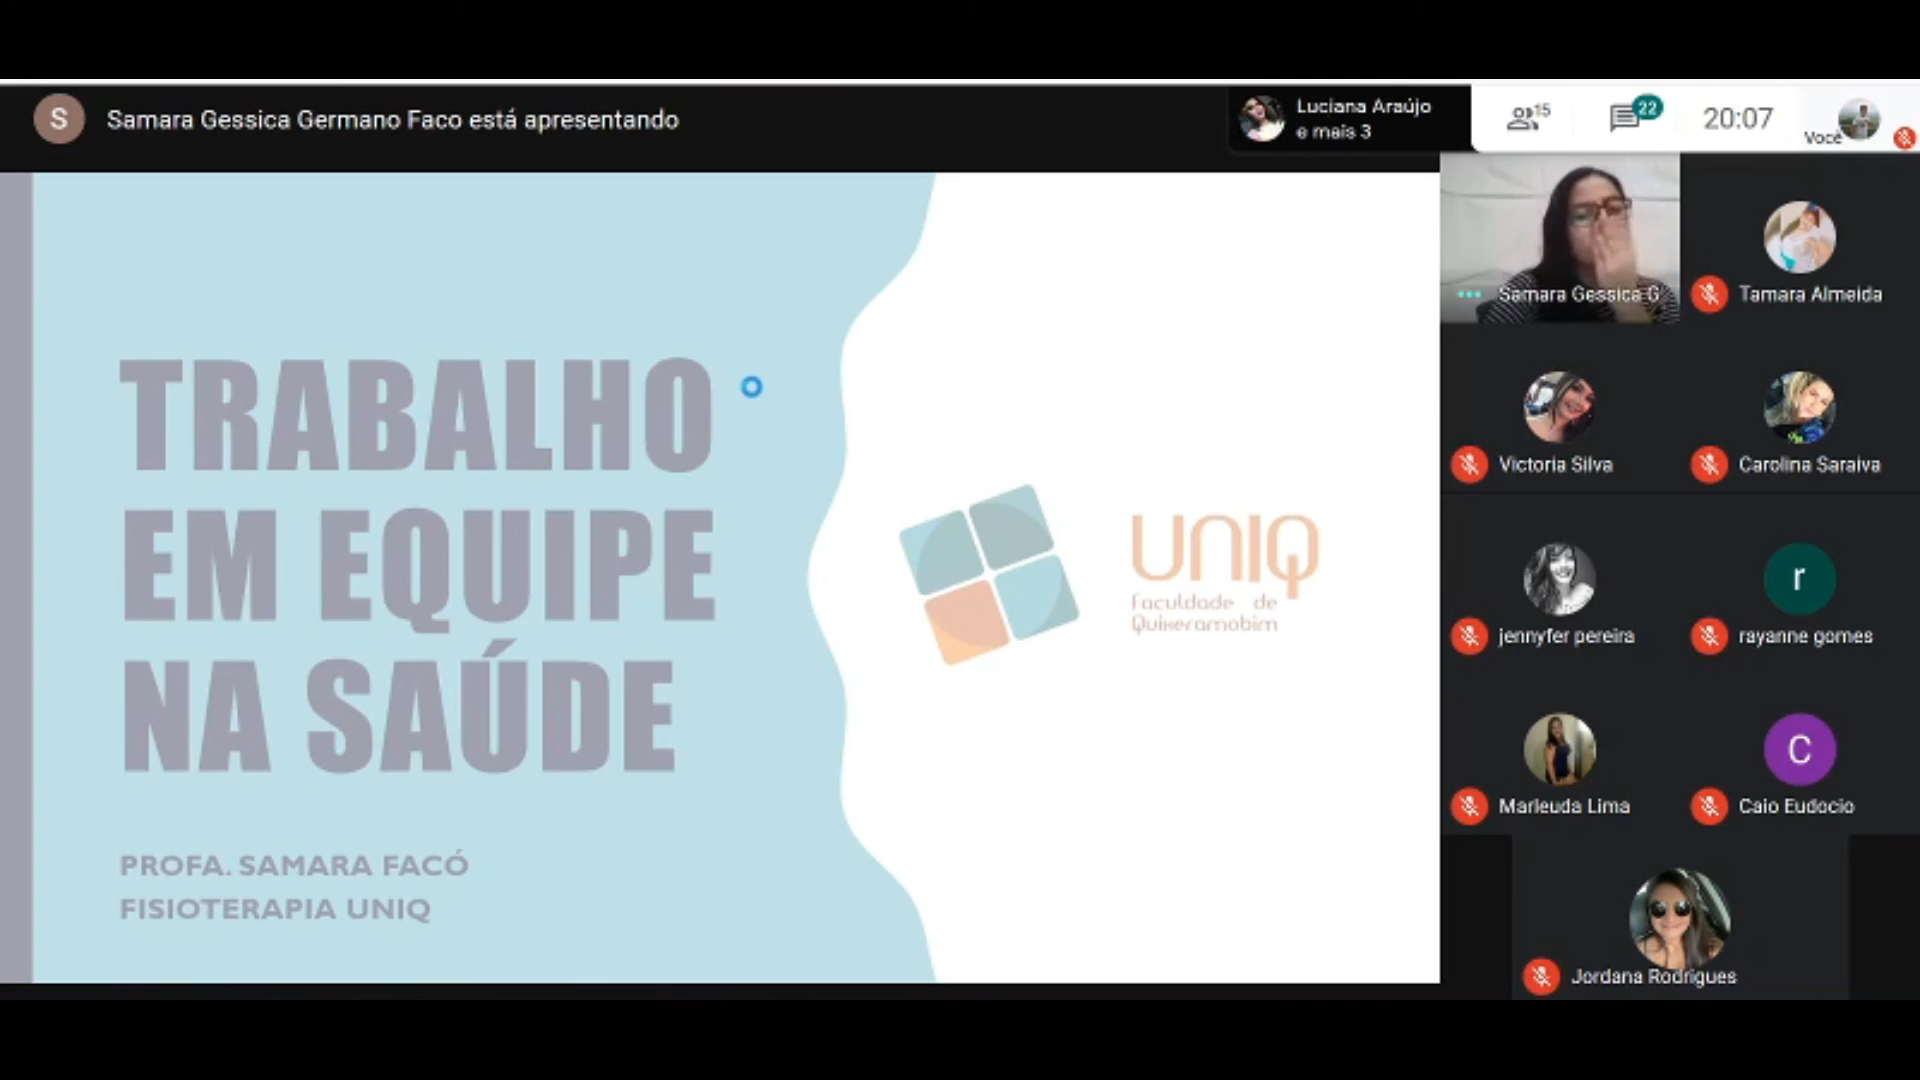 S
Samara Gessica Germano Faco está apresentando
Luciana Araújo
e mais 3
15
22
20:07
Você
Samara Gessica G
Tamara Almeida
Victoria Silva
Carolina Saraiva
jennyfer pereira
r
rayanne gomes
Marleuda Lima
C
Caio Eudocio
Jordana Rodrigues
TRABALHO
EM EQUIPE
NA SAÚDE
PROFA. SAMARA FACÓ
FISIOTERAPIA UNIQ
UNIQ
Faculdade de
Quixeramobim